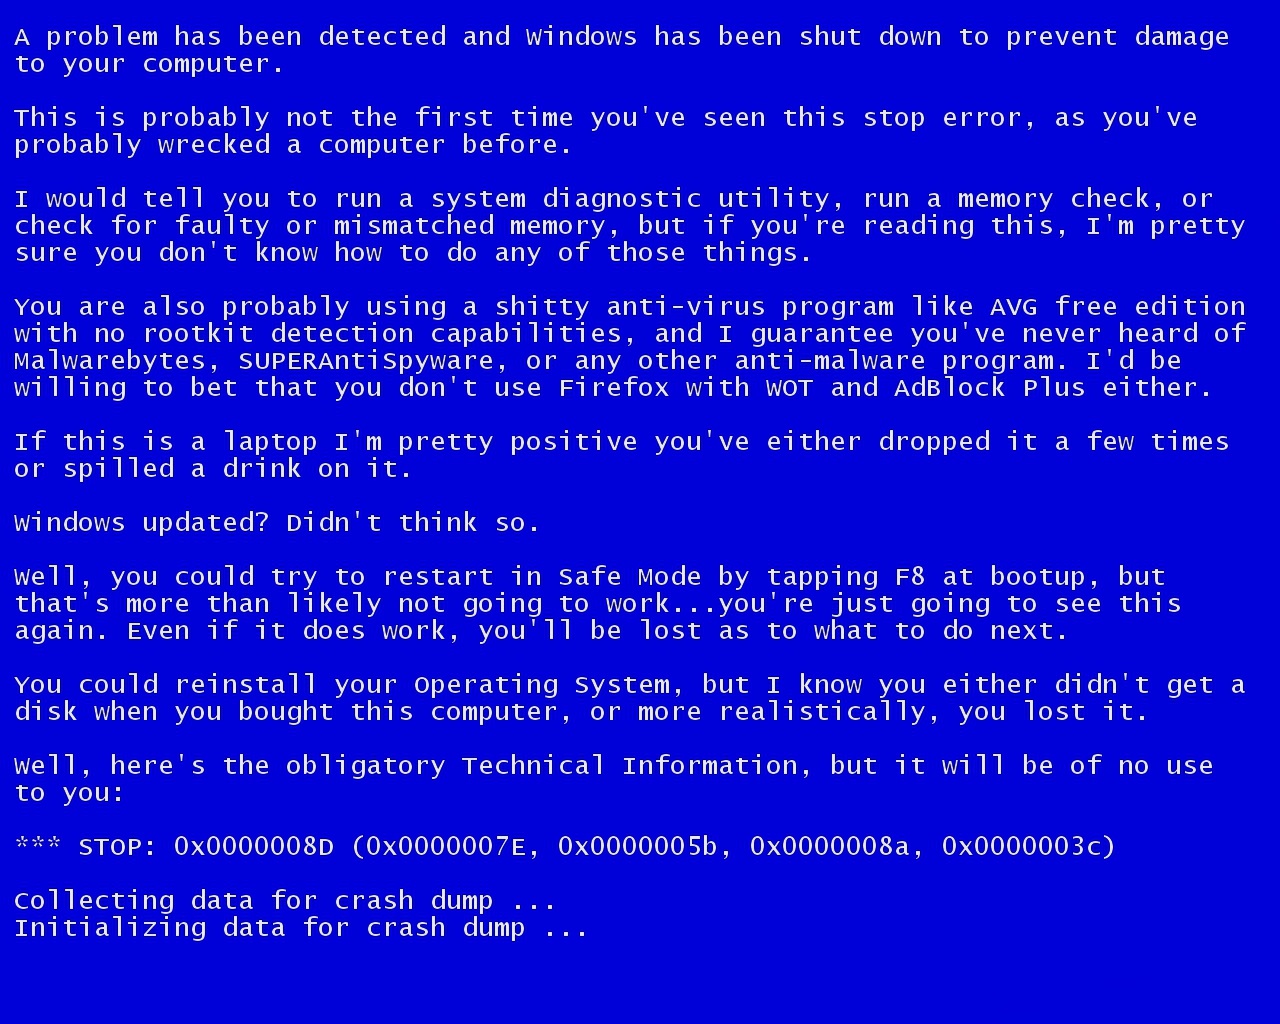 A problem has been detected and Windows has been shut down to prevent damage
to your computer.
This is probably not the first time you've seen this stop error, as you've
probably wrecked a computer before.
I would tell you to run a system diagnostic utility, run a memory check, or
check for faulty or mismatched memory, but if you're reading this, I'm pretty
sure you don't know how to do any of those things.
You are also probably using a shitty anti-virus program like AVG free edition
with no rootkit detection capabilities, and I guarantee you've never heard of
Malwarebytes, SUPERAntiSpyware, or any other anti-malware program. I'd be
willing to bet that you don't use Firefox with WOT and AdBlock Plus either.
If this is a laptop I'm pretty positive you've either dropped it a few times
or spilled a drink on it.
Windows updated? Didn't think so.
Well, you could try to restart in Safe Mode by tapping F8 at bootup, but
that's more than likely not going to work...you're just going to see this
again. Even if it does work, you'll be lost as to what to do next.
You could reinstall your Operating System, but I know you either didn't get a
disk when you bought this computer, or more realistically, you lost it.
Well, here's the obligatory Technical Information, but it will be of no use
to you:
*** STOP: 0x0000008D (0x0000007E, 0x0000005b, 0x0000008a, 0x0000003c)
Collecting data for crash dump ...
Initializing data for crash dump ...